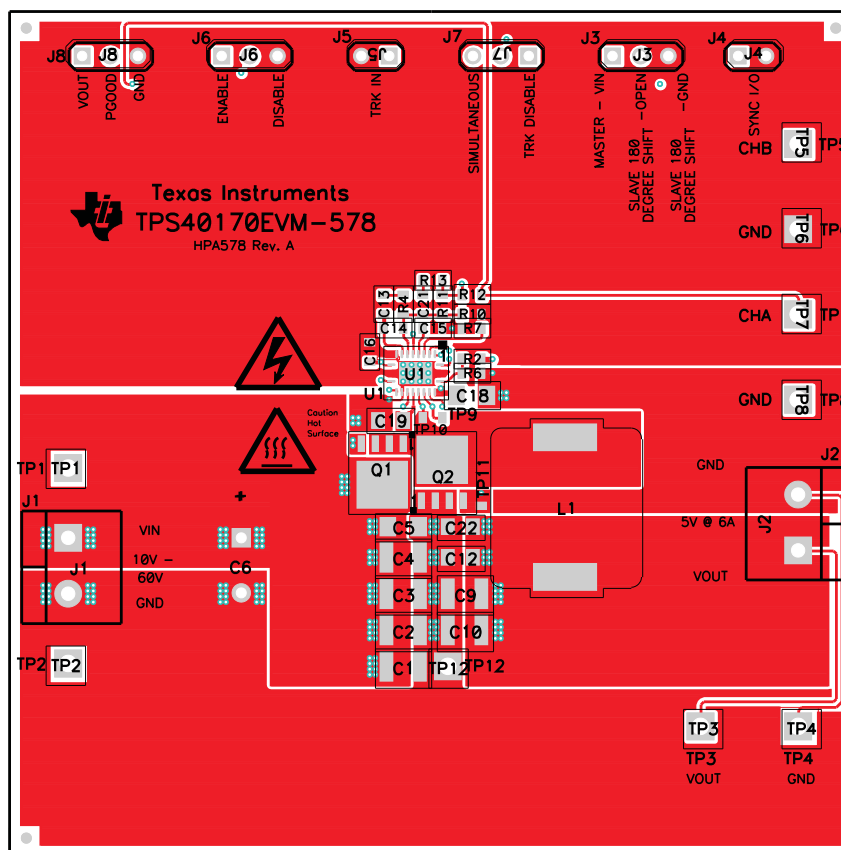 J8
J8
J6
J6
J5
J5
J7
J7
J3
J3
J4
J4
VOUT
PGOOD
GND
ENABLE
DISABLE
TRK IN
SIMULTANEOUS
TRK DISABLE
MASTER - VIN
SLAVE 180 -OPEN
DEGREE SHIFT
SLAVE 180 -GND
DEGREE SHIFT
SYNC I/O
CHB
TP5
TP5
Texas Instruments
TPS40170EVM-578
HPA578 Rev. A
GND
TP6
R13
C13
R4
C21
R11
R12
R10
C14
C15
R7
CHA
TP7
C16
1
R2
U1
R6
U1
C18
GND
TP8
Caution
Hot
Surface
C19
TP10
TP9
TP1
TP1
Q1
Q2
TP11
GND
J2
J1
+
1
L1
VIN
C5
C22
5V @ 6A
J2
10V -
60V
J1
C6
C4
C12
VOUT
GND
C3
C9
C2
C10
TP2
TP2
C1
TP12
TP12
TP3
TP4
TP3
TP4
VOUT
GND